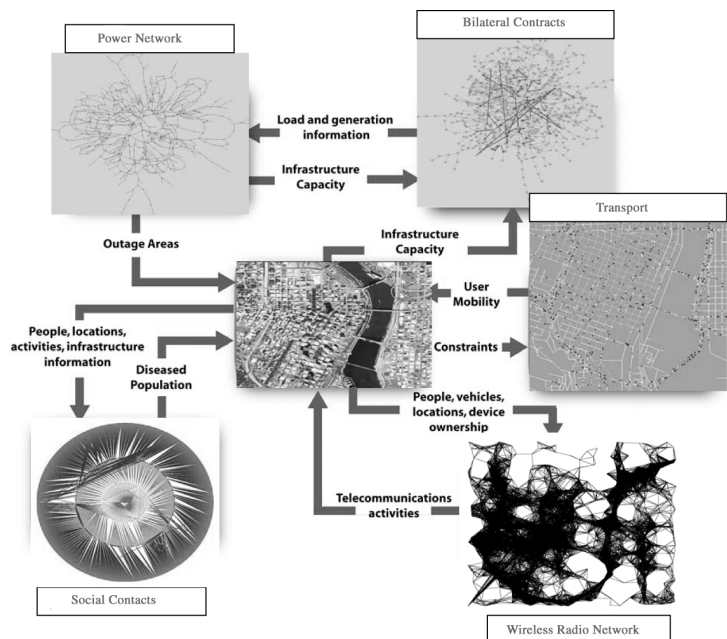 Power Network
Bilateral Contracts
Load and generation
information
Infrastructure
Capacity
Transport
Outage Areas
Infrastructure
Capacity
User
Mobility
People, locations,
activities, infrastructure
information
Diseased
Population
Constraints
People, vehicles,
locations, device
ownership
Telecommunications
activities
Social Contacts
Wireless Radio Network